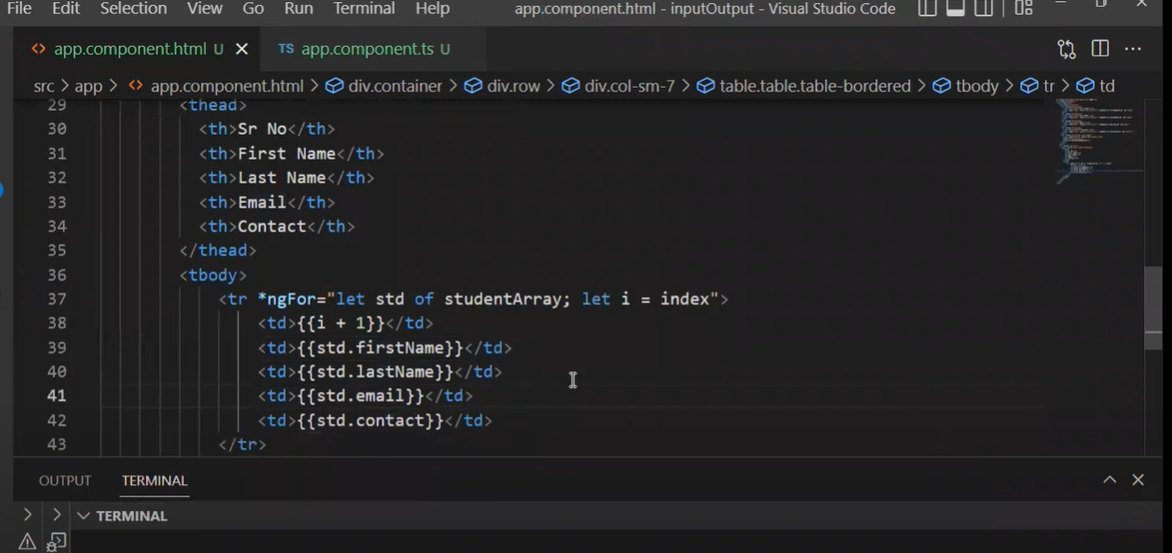 File Edit Selection View Go Run Terminal Help app.component.html - inputOutput - Visual Studio Code
app.component.html U TS app.component.ts U
src > app > app.component.html > div.container > div.row > div.col-sm-7 > table.table.table-bordered > tbody > tr > td
29 <thead>
30 <th>Sr No</th>
31 <th>First Name</th>
32 <th>Last Name</th>
33 <th>Email</th>
34 <th>Contact</th>
35 </thead>
36 <tbody>
37 <tr *ngFor="let std of studentArray; let i = index">
38 <td>{{i + 1}}</td>
39 <td>{{std.firstName}}</td>
40 <td>{{std.lastName}}</td>
41 <td>{{std.email}}</td>
42 <td>{{std.contact}}</td>
43 </tr>
OUTPUT TERMINAL
TERMINAL